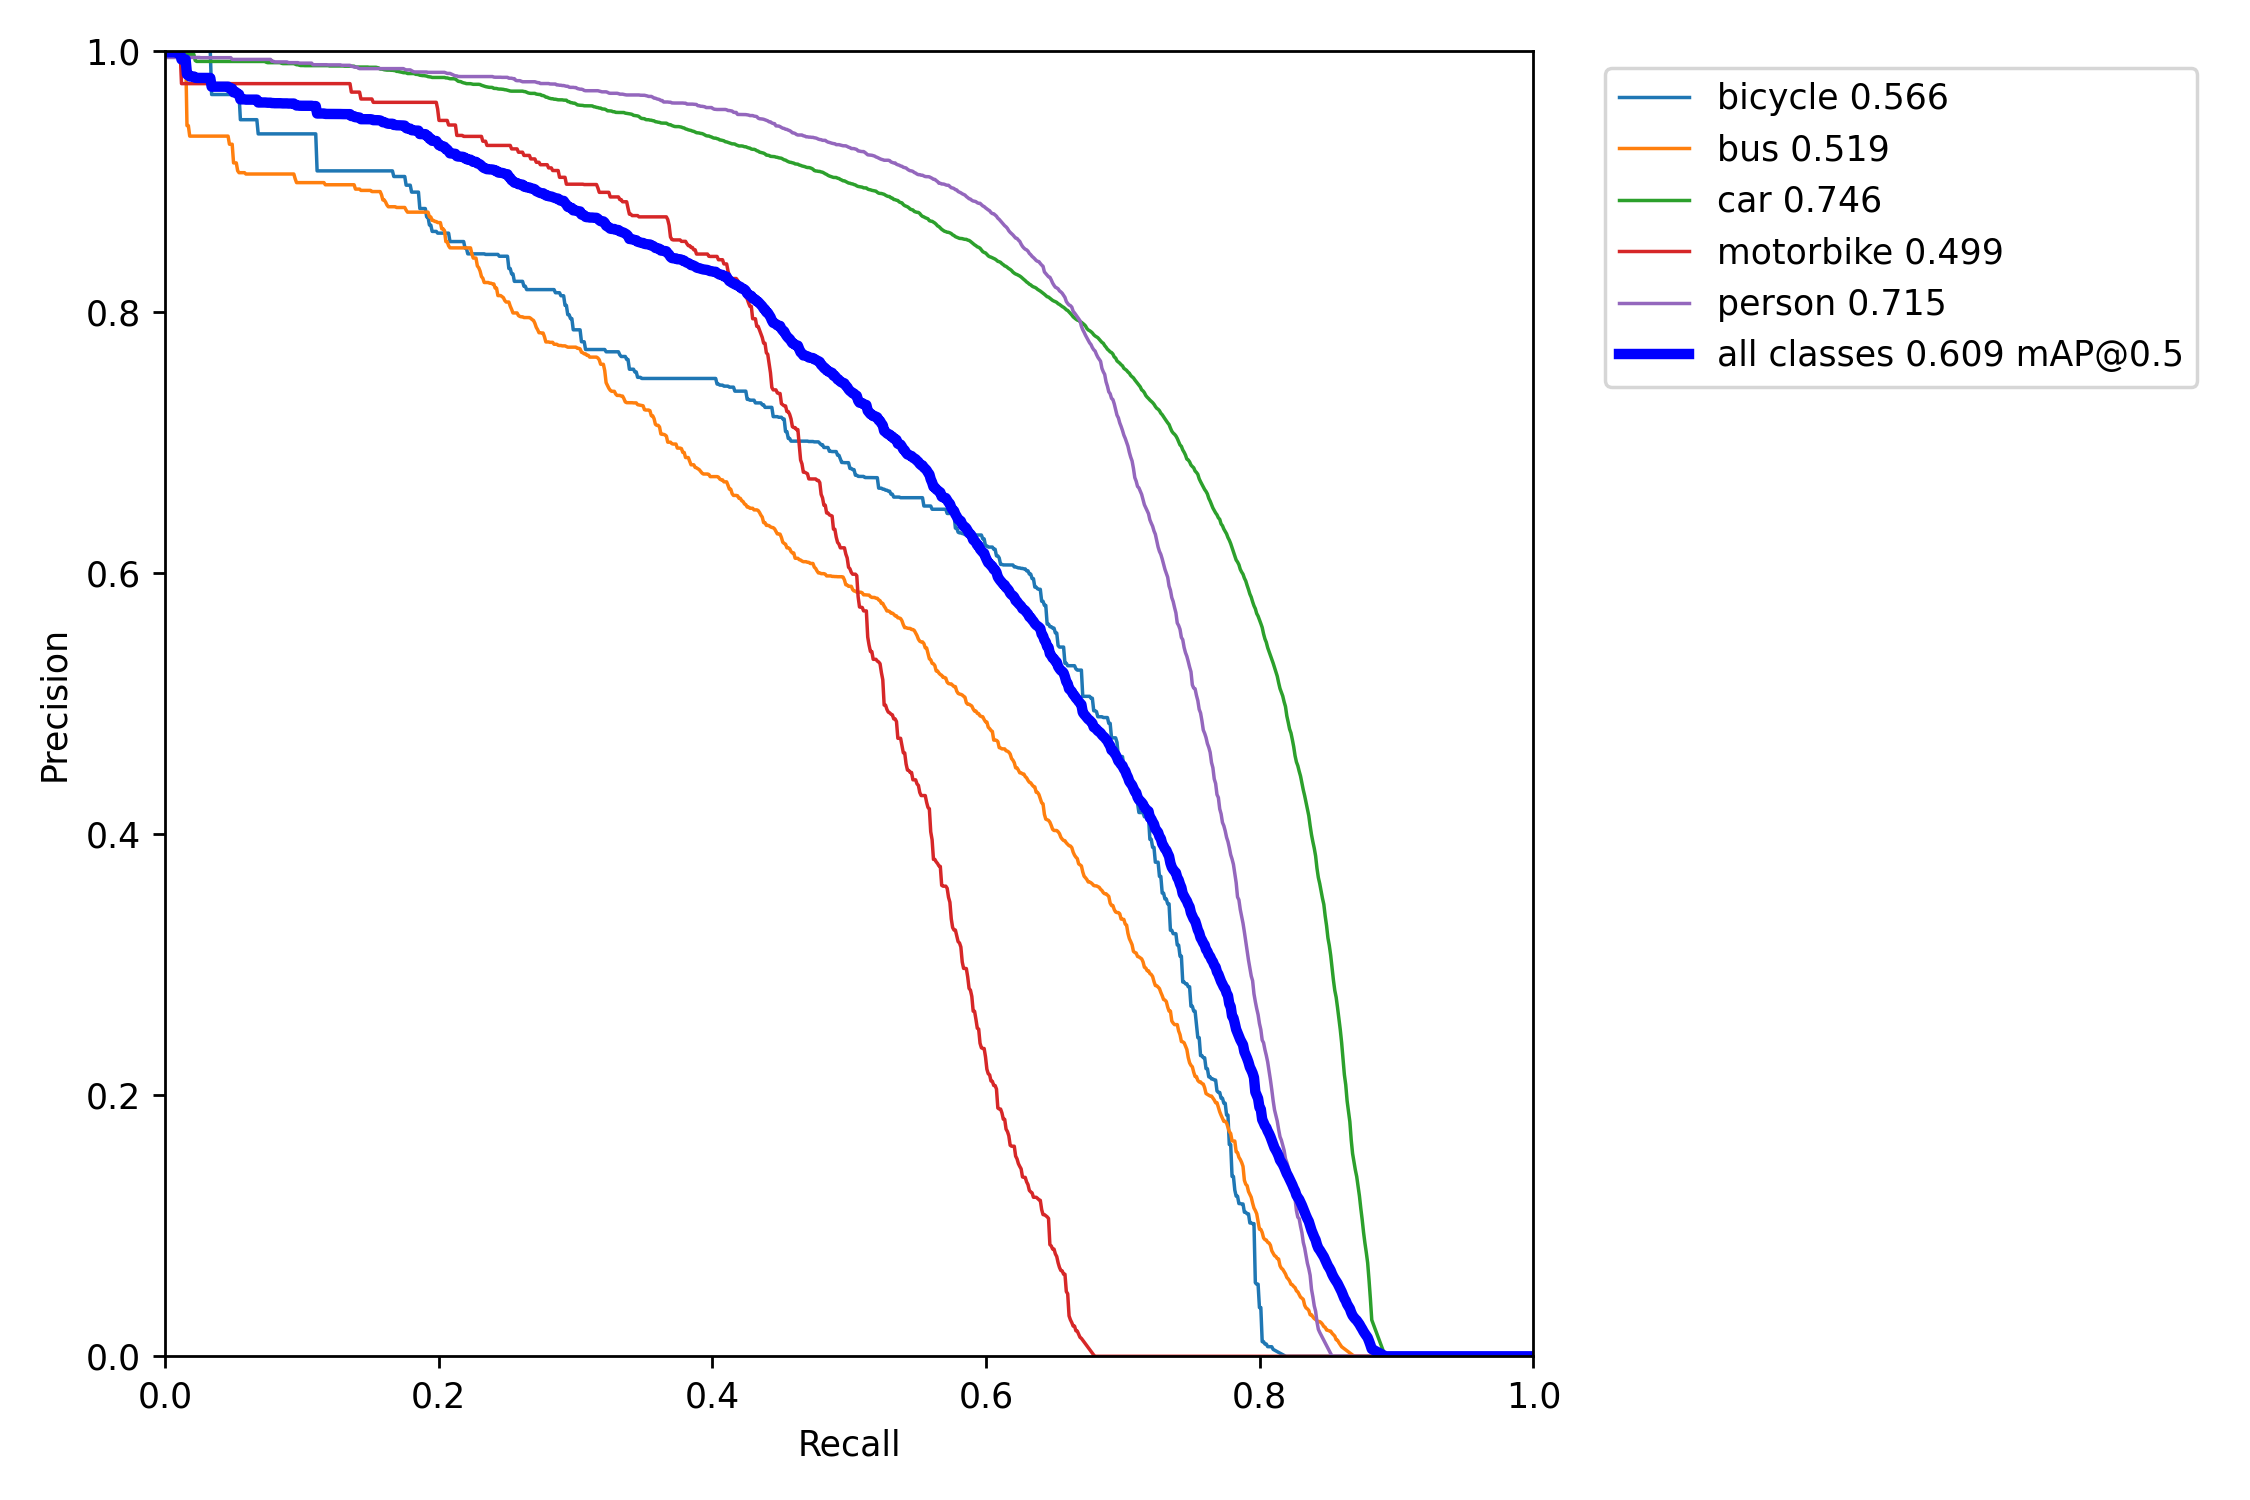 1.0
0.8
0.6
0.4
0.2
0.0
Precision
0.0 0.2 0.4 0.6 0.8 1.0
Recall
bicycle 0.566
bus 0.519
car 0.746
motorbike 0.499
person 0.715
all classes 0.609 mAP@0.5